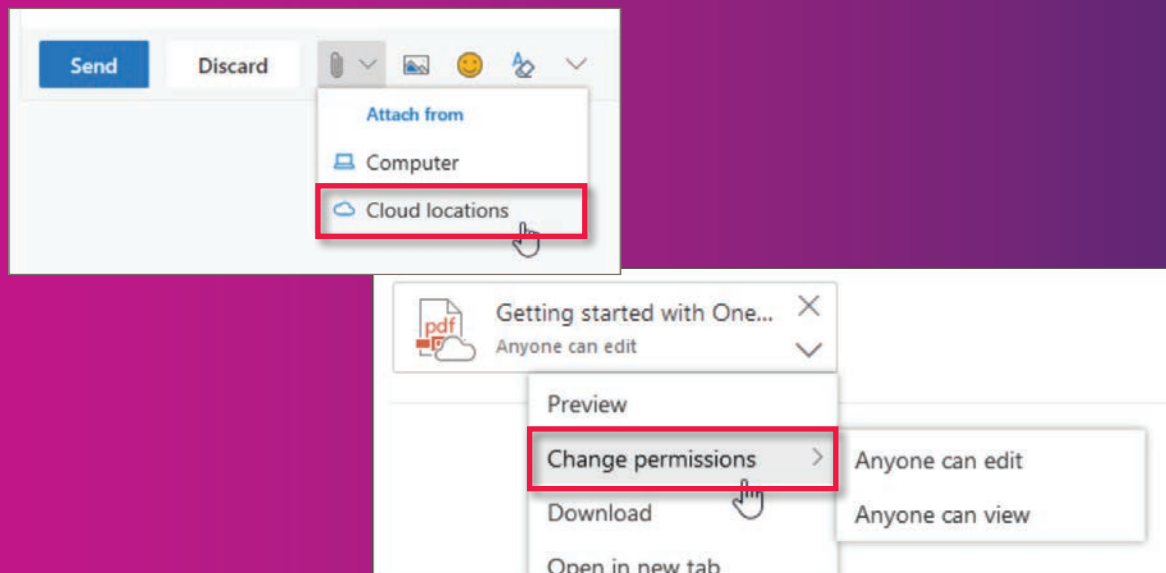 Send Discard
Attach from
Computer
Cloud locations
pdf
Getting started with One...
Anyone can edit
Preview
Change permissions
Anyone can edit
Download
Anyone can view
Open in new tab